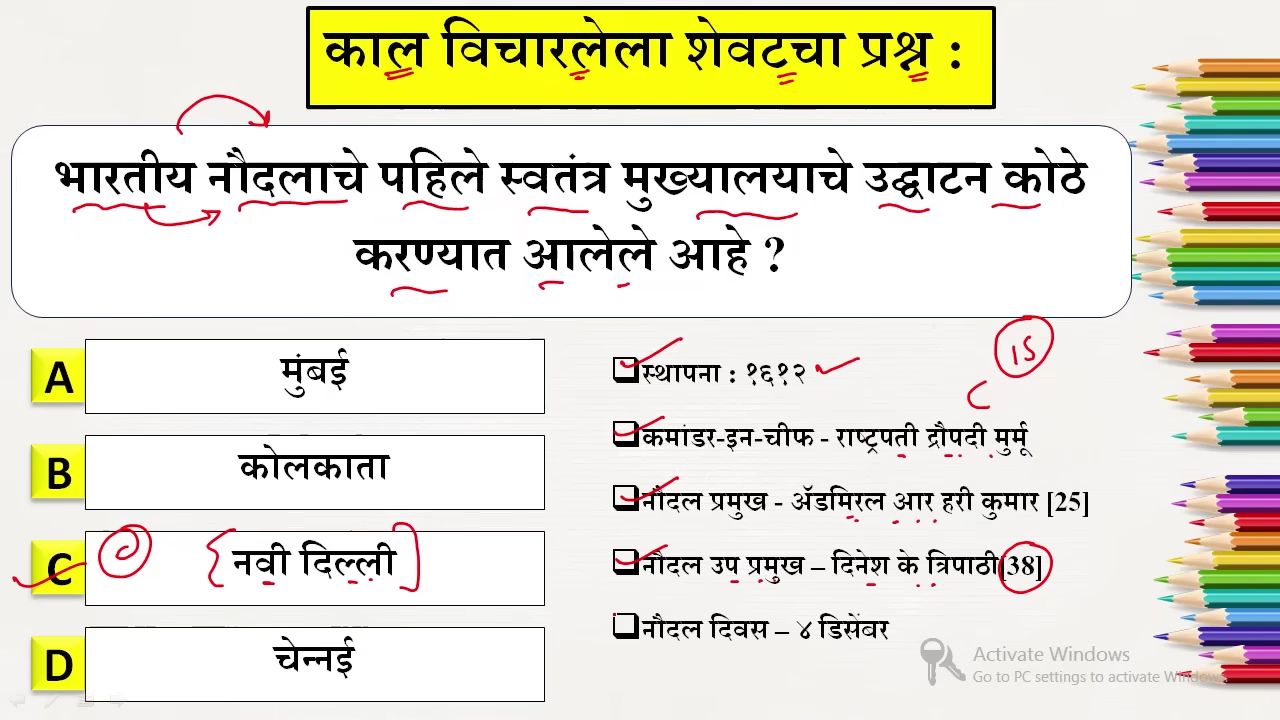 काल विचारलेला शेवटचा प्रश्न :
भारतीय नौदलाचे पहिले स्वतंत्र मुख्यालयाचे उद्घाटन कोठे
करण्यात आलेले आहे ?
A मुंबई
B कोलकाता
C नवी दिल्ली
D चेन्नई
स्थापना : १६१२
15
कमांडर-इन-चीफ - राष्ट्रपती द्रौपदी मुर्मू
नौदल प्रमुख - ॲडमिरल आर हरी कुमार [25]
नौदल उप प्रमुख – दिनेश के त्रिपाठी[38]
नौदल दिवस – ४ डिसेंबर
Activate Windows
Go to PC settings to activate Windows.